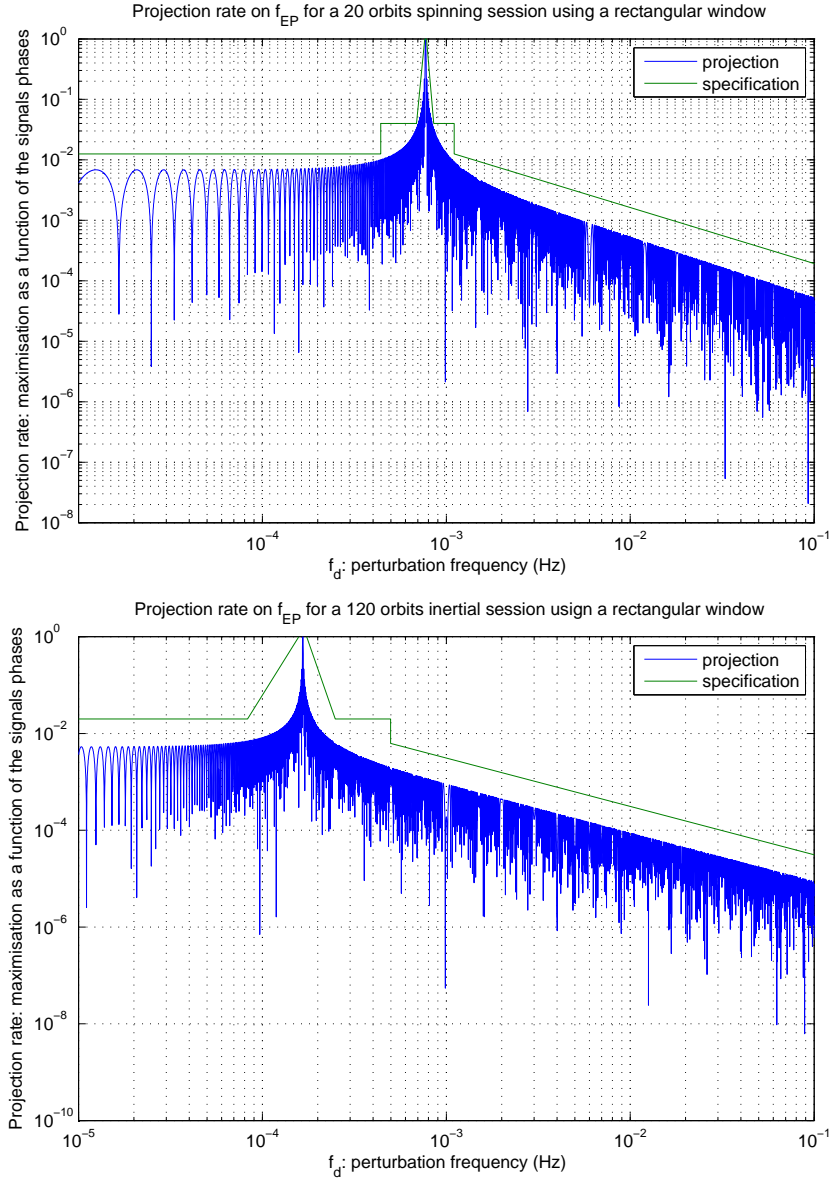 Projection rate on f_EP for a 20 orbits spinning session using a rectangular window
Projection rate: maximisation as a function of the signals phases
10^0
10^−1
10^−2
10^−3
10^−4
10^−5
10^−6
10^−7
10^−8
projection
specification
10^−4
10^−3
10^−2
10^−1
f_d: perturbation frequency (Hz)
Projection rate on f_EP for a 120 orbits inertial session usign a rectangular window
Projection rate: maximisation as a function of the signals phases
10^0
10^−2
10^−4
10^−6
10^−8
10^−10
projection
specification
10^−5
10^−4
10^−3
10^−2
10^−1
f_d: perturbation frequency (Hz)